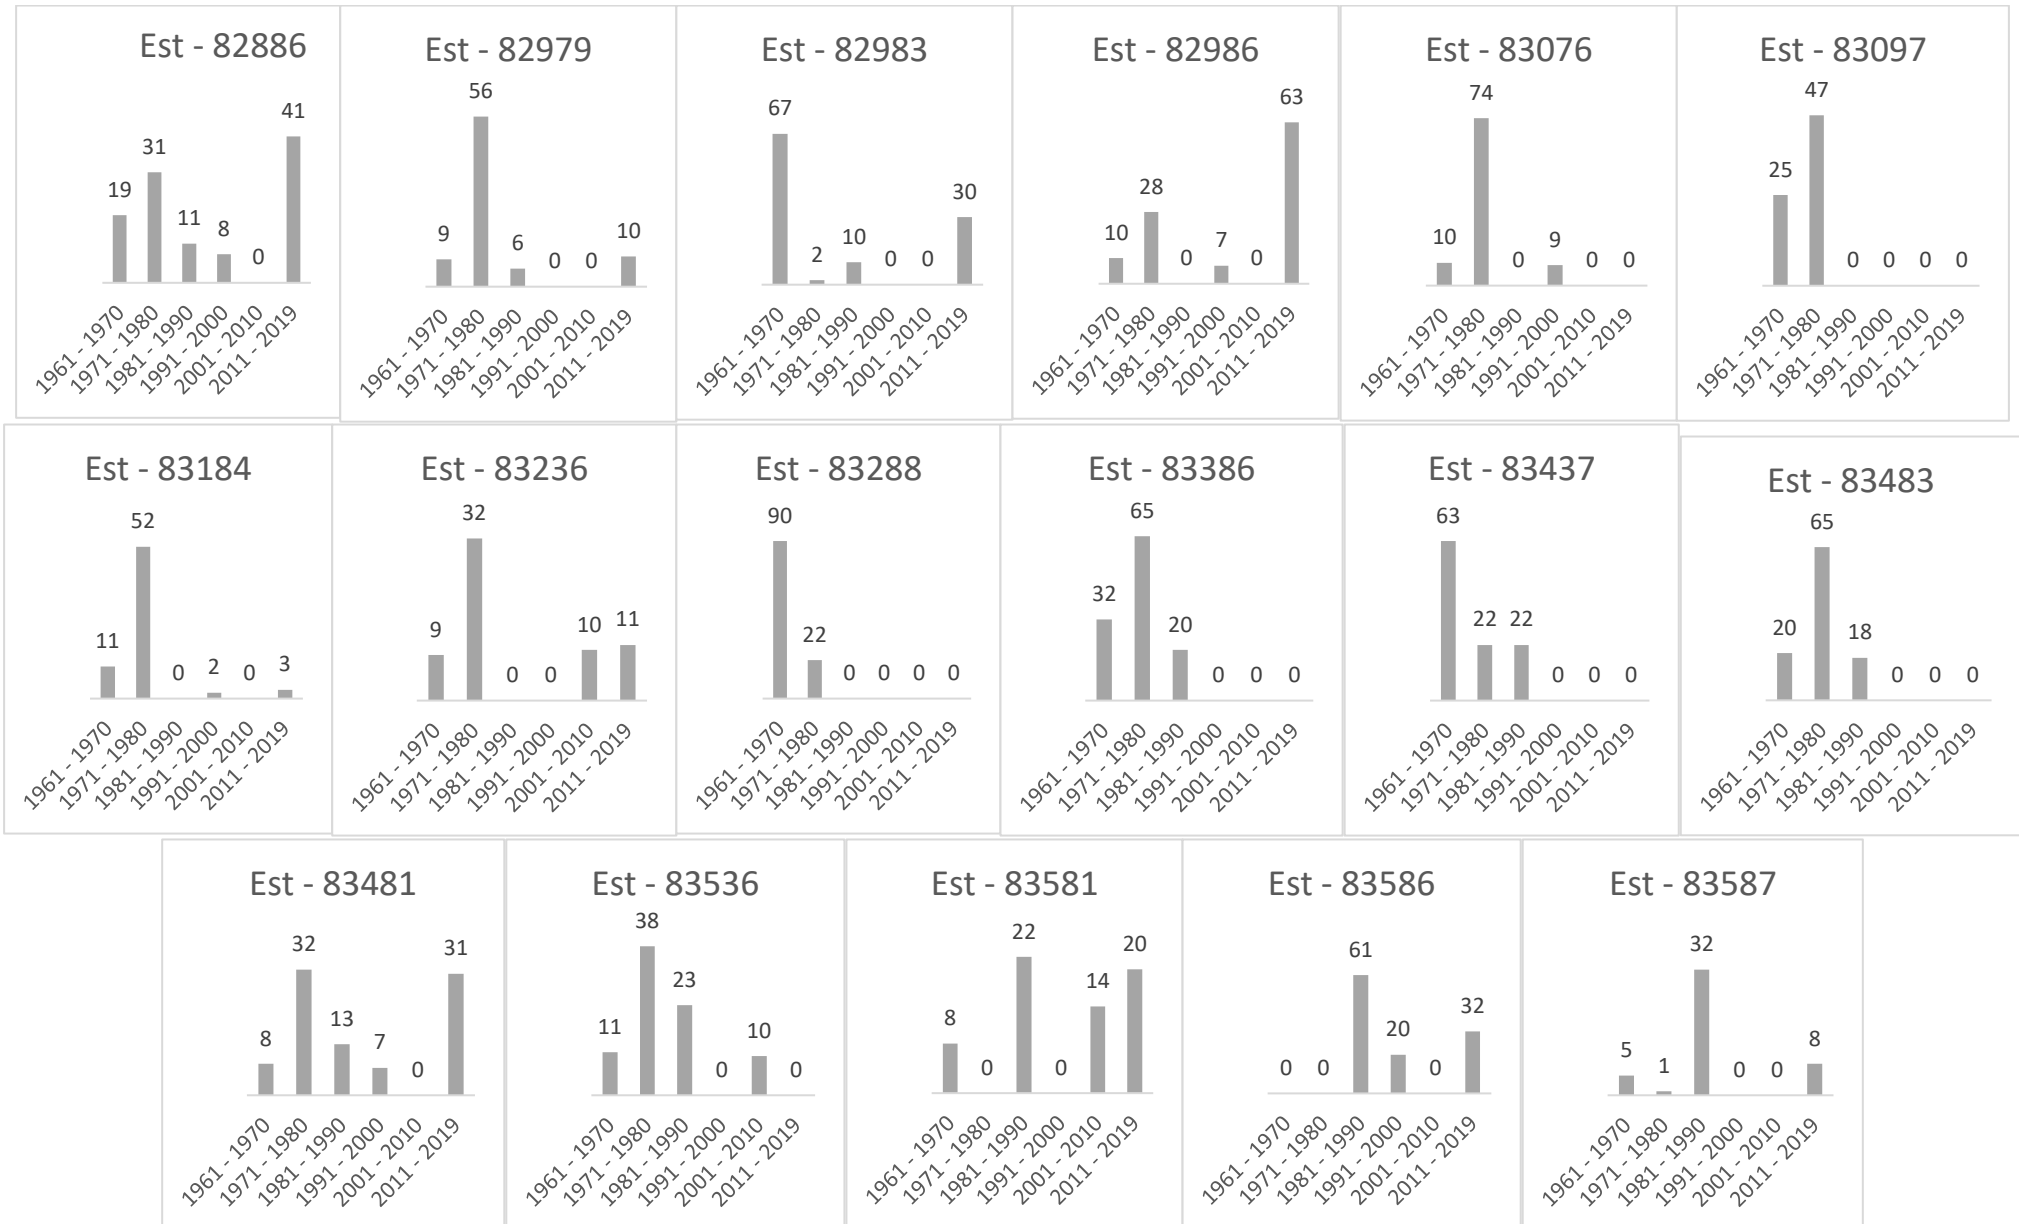 Est - 82886
41
31
19
11
8
0
1961 - 1970
1971 - 1980
1981 - 1990
1991 - 2000
2001 - 2010
2011 - 2019
Est - 82979
56
9
6
0
0
10
1961 - 1970
1971 - 1980
1981 - 1990
1991 - 2000
2001 - 2010
2011 - 2019
Est - 82983
67
2
10
0
0
30
1961 - 1970
1971 - 1980
1981 - 1990
1991 - 2000
2001 - 2010
2011 - 2019
Est - 82986
63
10
28
0
7
0
1961 - 1970
1971 - 1980
1981 - 1990
1991 - 2000
2001 - 2010
2011 - 2019
Est - 83076
74
10
0
9
0
0
1961 - 1970
1971 - 1980
1981 - 1990
1991 - 2000
2001 - 2010
2011 - 2019
Est - 83097
47
25
0
0
0
0
1961 - 1970
1971 - 1980
1981 - 1990
1991 - 2000
2001 - 2010
2011 - 2019
Est - 83184
52
11
0
2
0
3
1961 - 1970
1971 - 1980
1981 - 1990
1991 - 2000
2001 - 2010
2011 - 2019
Est - 83236
32
9
0
0
10
11
1961 - 1970
1971 - 1980
1981 - 1990
1991 - 2000
2001 - 2010
2011 - 2019
Est - 83288
90
22
0
0
0
0
1961 - 1970
1971 - 1980
1981 - 1990
1991 - 2000
2001 - 2010
2011 - 2019
Est - 83386
65
32
20
0
0
0
1961 - 1970
1971 - 1980
1981 - 1990
1991 - 2000
2001 - 2010
2011 - 2019
Est - 83437
63
22
22
0
0
0
1961 - 1970
1971 - 1980
1981 - 1990
1991 - 2000
2001 - 2010
2011 - 2019
Est - 83483
65
20
18
0
0
0
1961 - 1970
1971 - 1980
1981 - 1990
1991 - 2000
2001 - 2010
2011 - 2019
Est - 83481
32
31
8
13
7
0
1961 - 1970
1971 - 1980
1981 - 1990
1991 - 2000
2001 - 2010
2011 - 2019
Est - 83536
38
11
23
0
10
0
1961 - 1970
1971 - 1980
1981 - 1990
1991 - 2000
2001 - 2010
2011 - 2019
Est - 83581
22
20
8
0
0
14
1961 - 1970
1971 - 1980
1981 - 1990
1991 - 2000
2001 - 2010
2011 - 2019
Est - 83586
61
0
0
20
0
32
1961 - 1970
1971 - 1980
1981 - 1990
1991 - 2000
2001 - 2010
2011 - 2019
Est - 83587
32
5
1
0
0
8
1961 - 1970
1971 - 1980
1981 - 1990
1991 - 2000
2001 - 2010
2011 - 2019